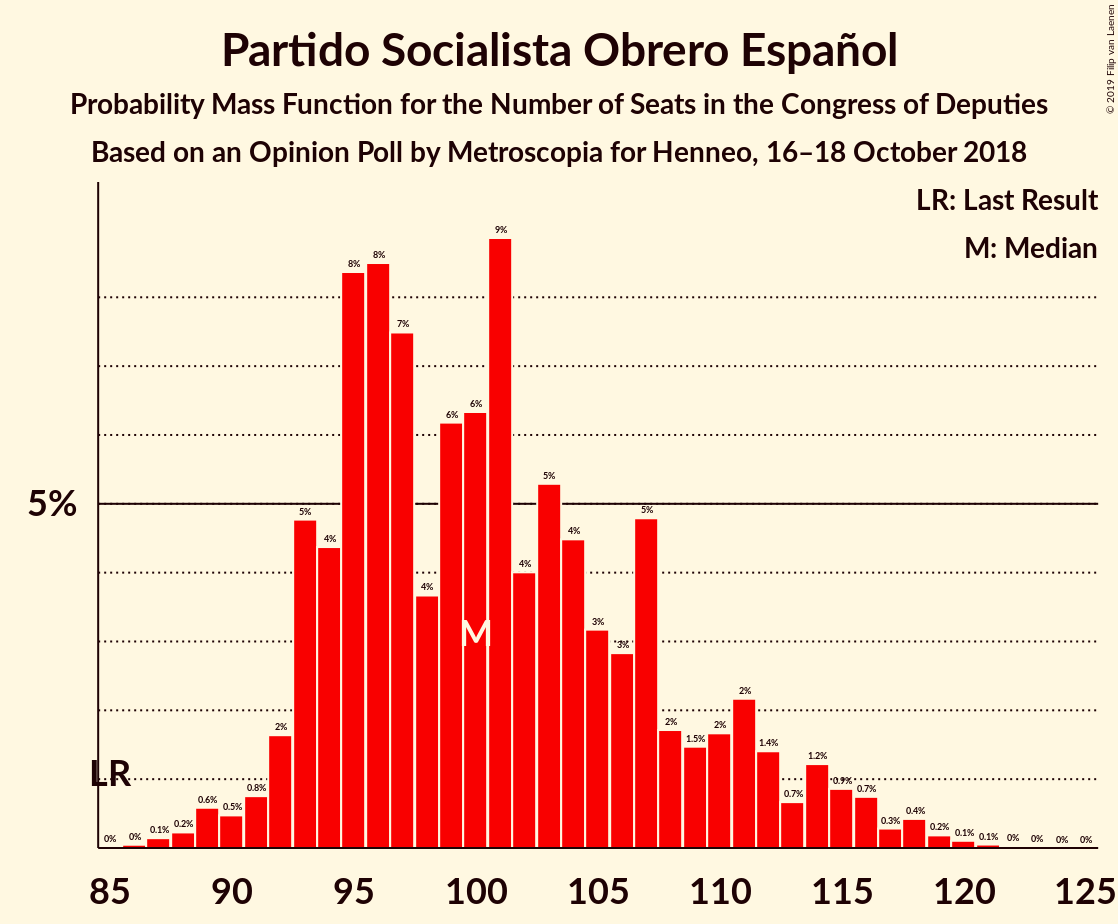 Partido Socialista Obrero Español
Probability Mass Function for the Number of Seats in the Congress of Deputies
Based on an Opinion Poll by Metroscopia for Henneo, 16–18 October 2018
© 2019 Filip van Laenen
LR: Last Result
M: Median
5%
LR
M
0% 0% 0.1% 0.2% 0.6% 0.5% 0.8% 2% 5% 4% 8% 8% 7% 4% 6% 6% 9% 4% 5% 4% 3% 3% 5% 2% 1.5% 2% 2% 1.4% 0.7% 1.2% 0.9% 0.7% 0.3% 0.4% 0.2% 0.1% 0.1% 0% 0% 0% 0%
85 90 95 100 105 110 115 120 125